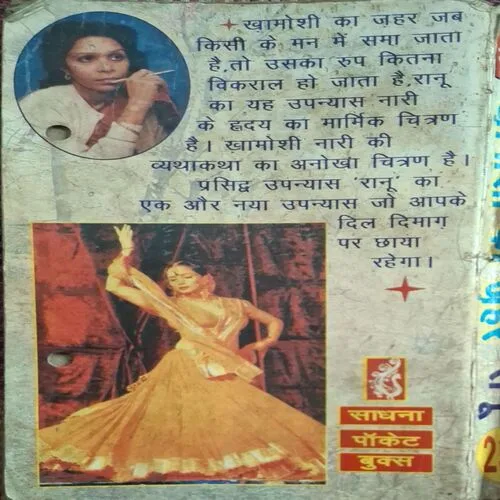 खामोशी का ज़हर जब
किसी के मन में समा जाता
है,तो उसका रुप कितना
विकराल हो जाता है,रानू
का यह उपन्यास नारी
के हृदय का मार्मिक चित्रण
है। खामोशी नारी की
व्यथाकथा का अनोखा चित्रण है।
प्रसिद्व उपन्यास 'रानू' का
एक और नया उपन्यास जो आपके
दिल दिमाग़
पर छाया
रहेगा।
साधना
पॉकेट
बुक्स